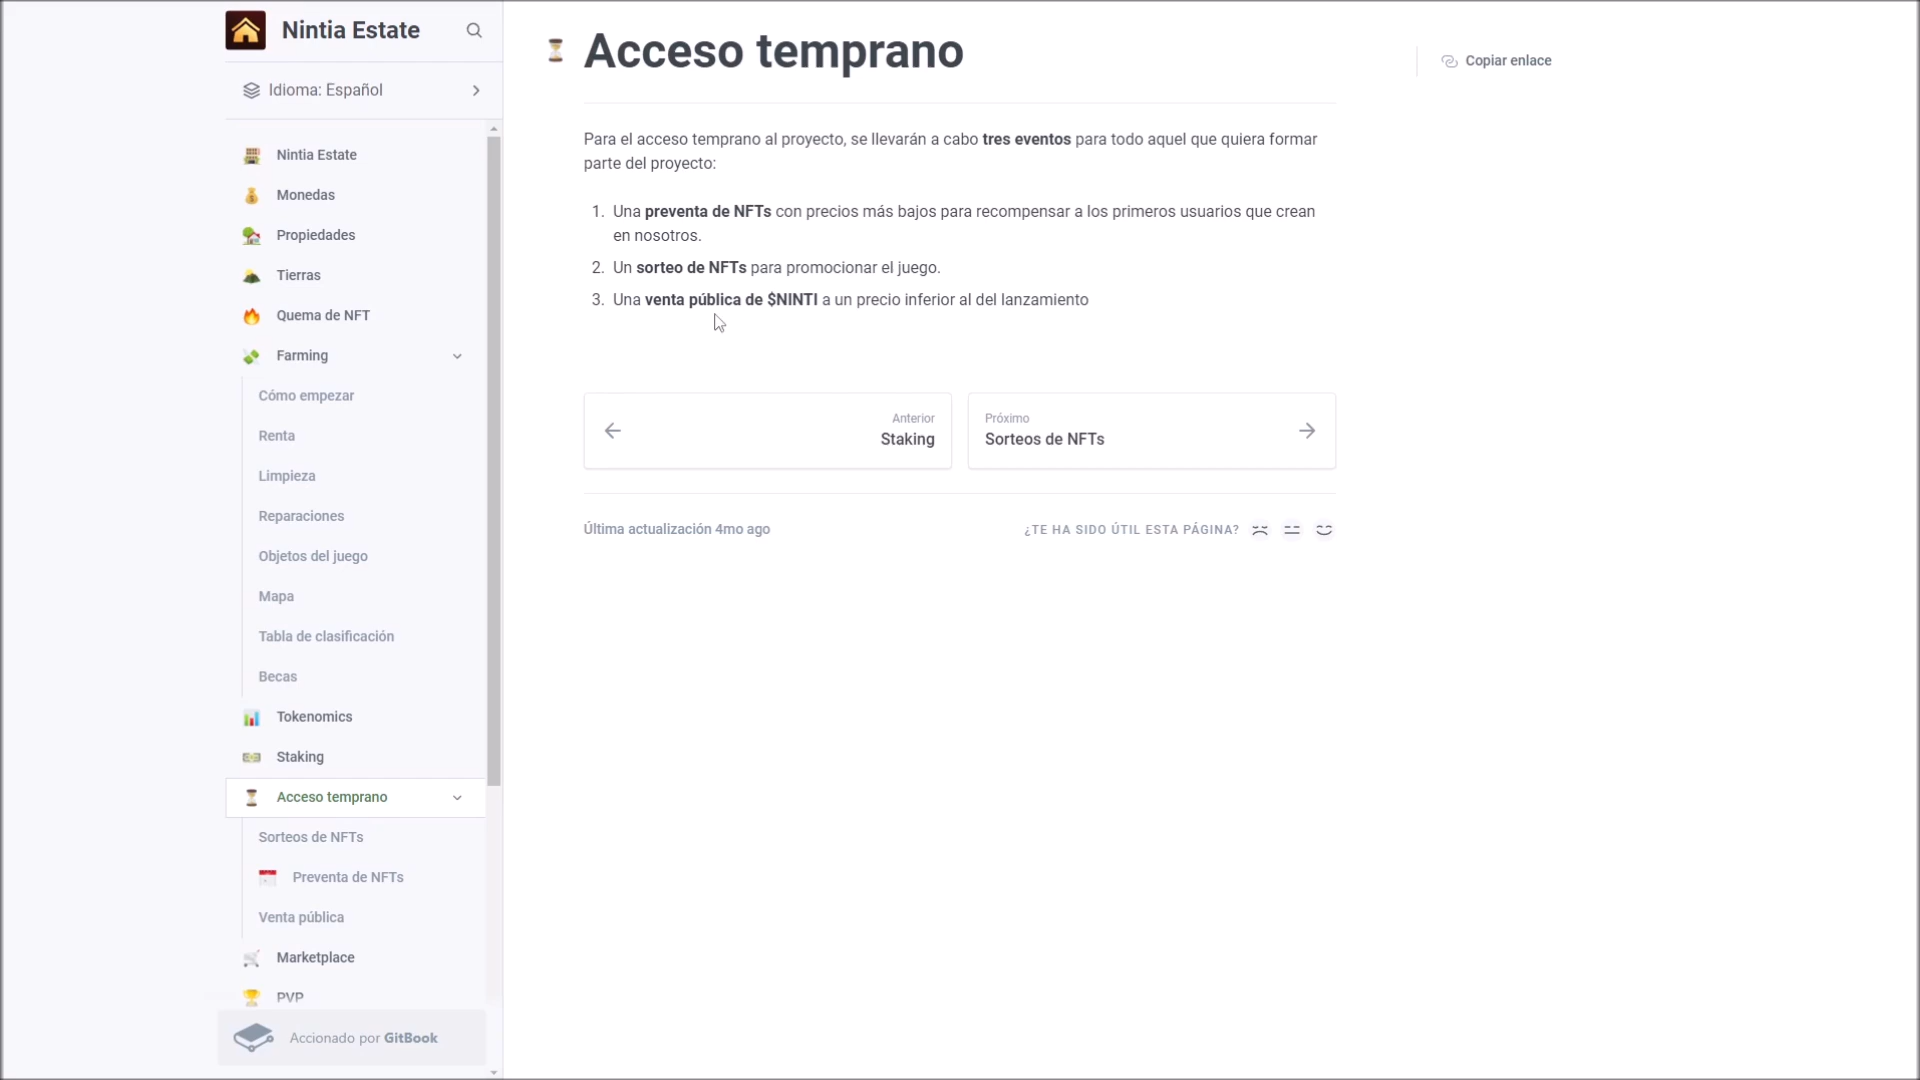 Nintia Estate
Idioma: Español
Nintia Estate
Monedas
Propiedades
Tierras
Quema de NFT
Farming
Cómo empezar
Renta
Limpieza
Reparaciones
Objetos del juego
Mapa
Tabla de clasificación
Becas
Tokenomics
Staking
Acceso temprano
Sorteos de NFTs
Preventa de NFTs
Venta pública
Marketplace
PVP
Accionado por GitBook
Acceso temprano
Para el acceso temprano al proyecto, se llevarán a cabo tres eventos para todo aquel que quiera formar
parte del proyecto:
1. Una preventa de NFTs con precios más bajos para recompensar a los primeros usuarios que crean
en nosotros.
2. Un sorteo de NFTs para promocionar el juego.
3. Una venta pública de $NINTI a un precio inferior al del lanzamiento
Anterior
Staking
Próximo
Sorteos de NFTs
Última actualización 4mo ago
¿TE HA SIDO ÚTIL ESTA PÁGINA?
Copiar enlace